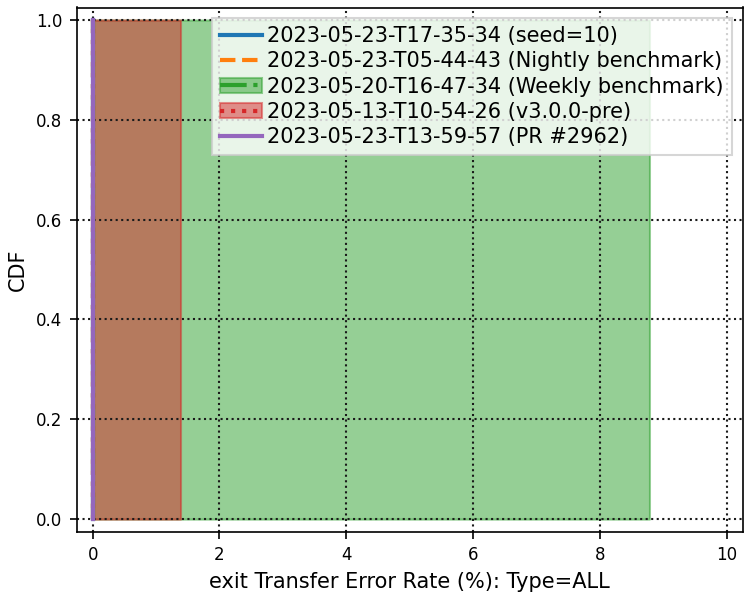 2023-05-23-T17-35-34 (seed=10)
2023-05-23-T05-44-43 (Nightly benchmark)
2023-05-20-T16-47-34 (Weekly benchmark)
2023-05-13-T10-54-26 (v3.0.0-pre)
2023-05-23-T13-59-57 (PR #2962)
1.0
0.8
0.6
0.4
0.2
0.0
CDF
0 2 4 6 8 10
exit Transfer Error Rate (%): Type=ALL